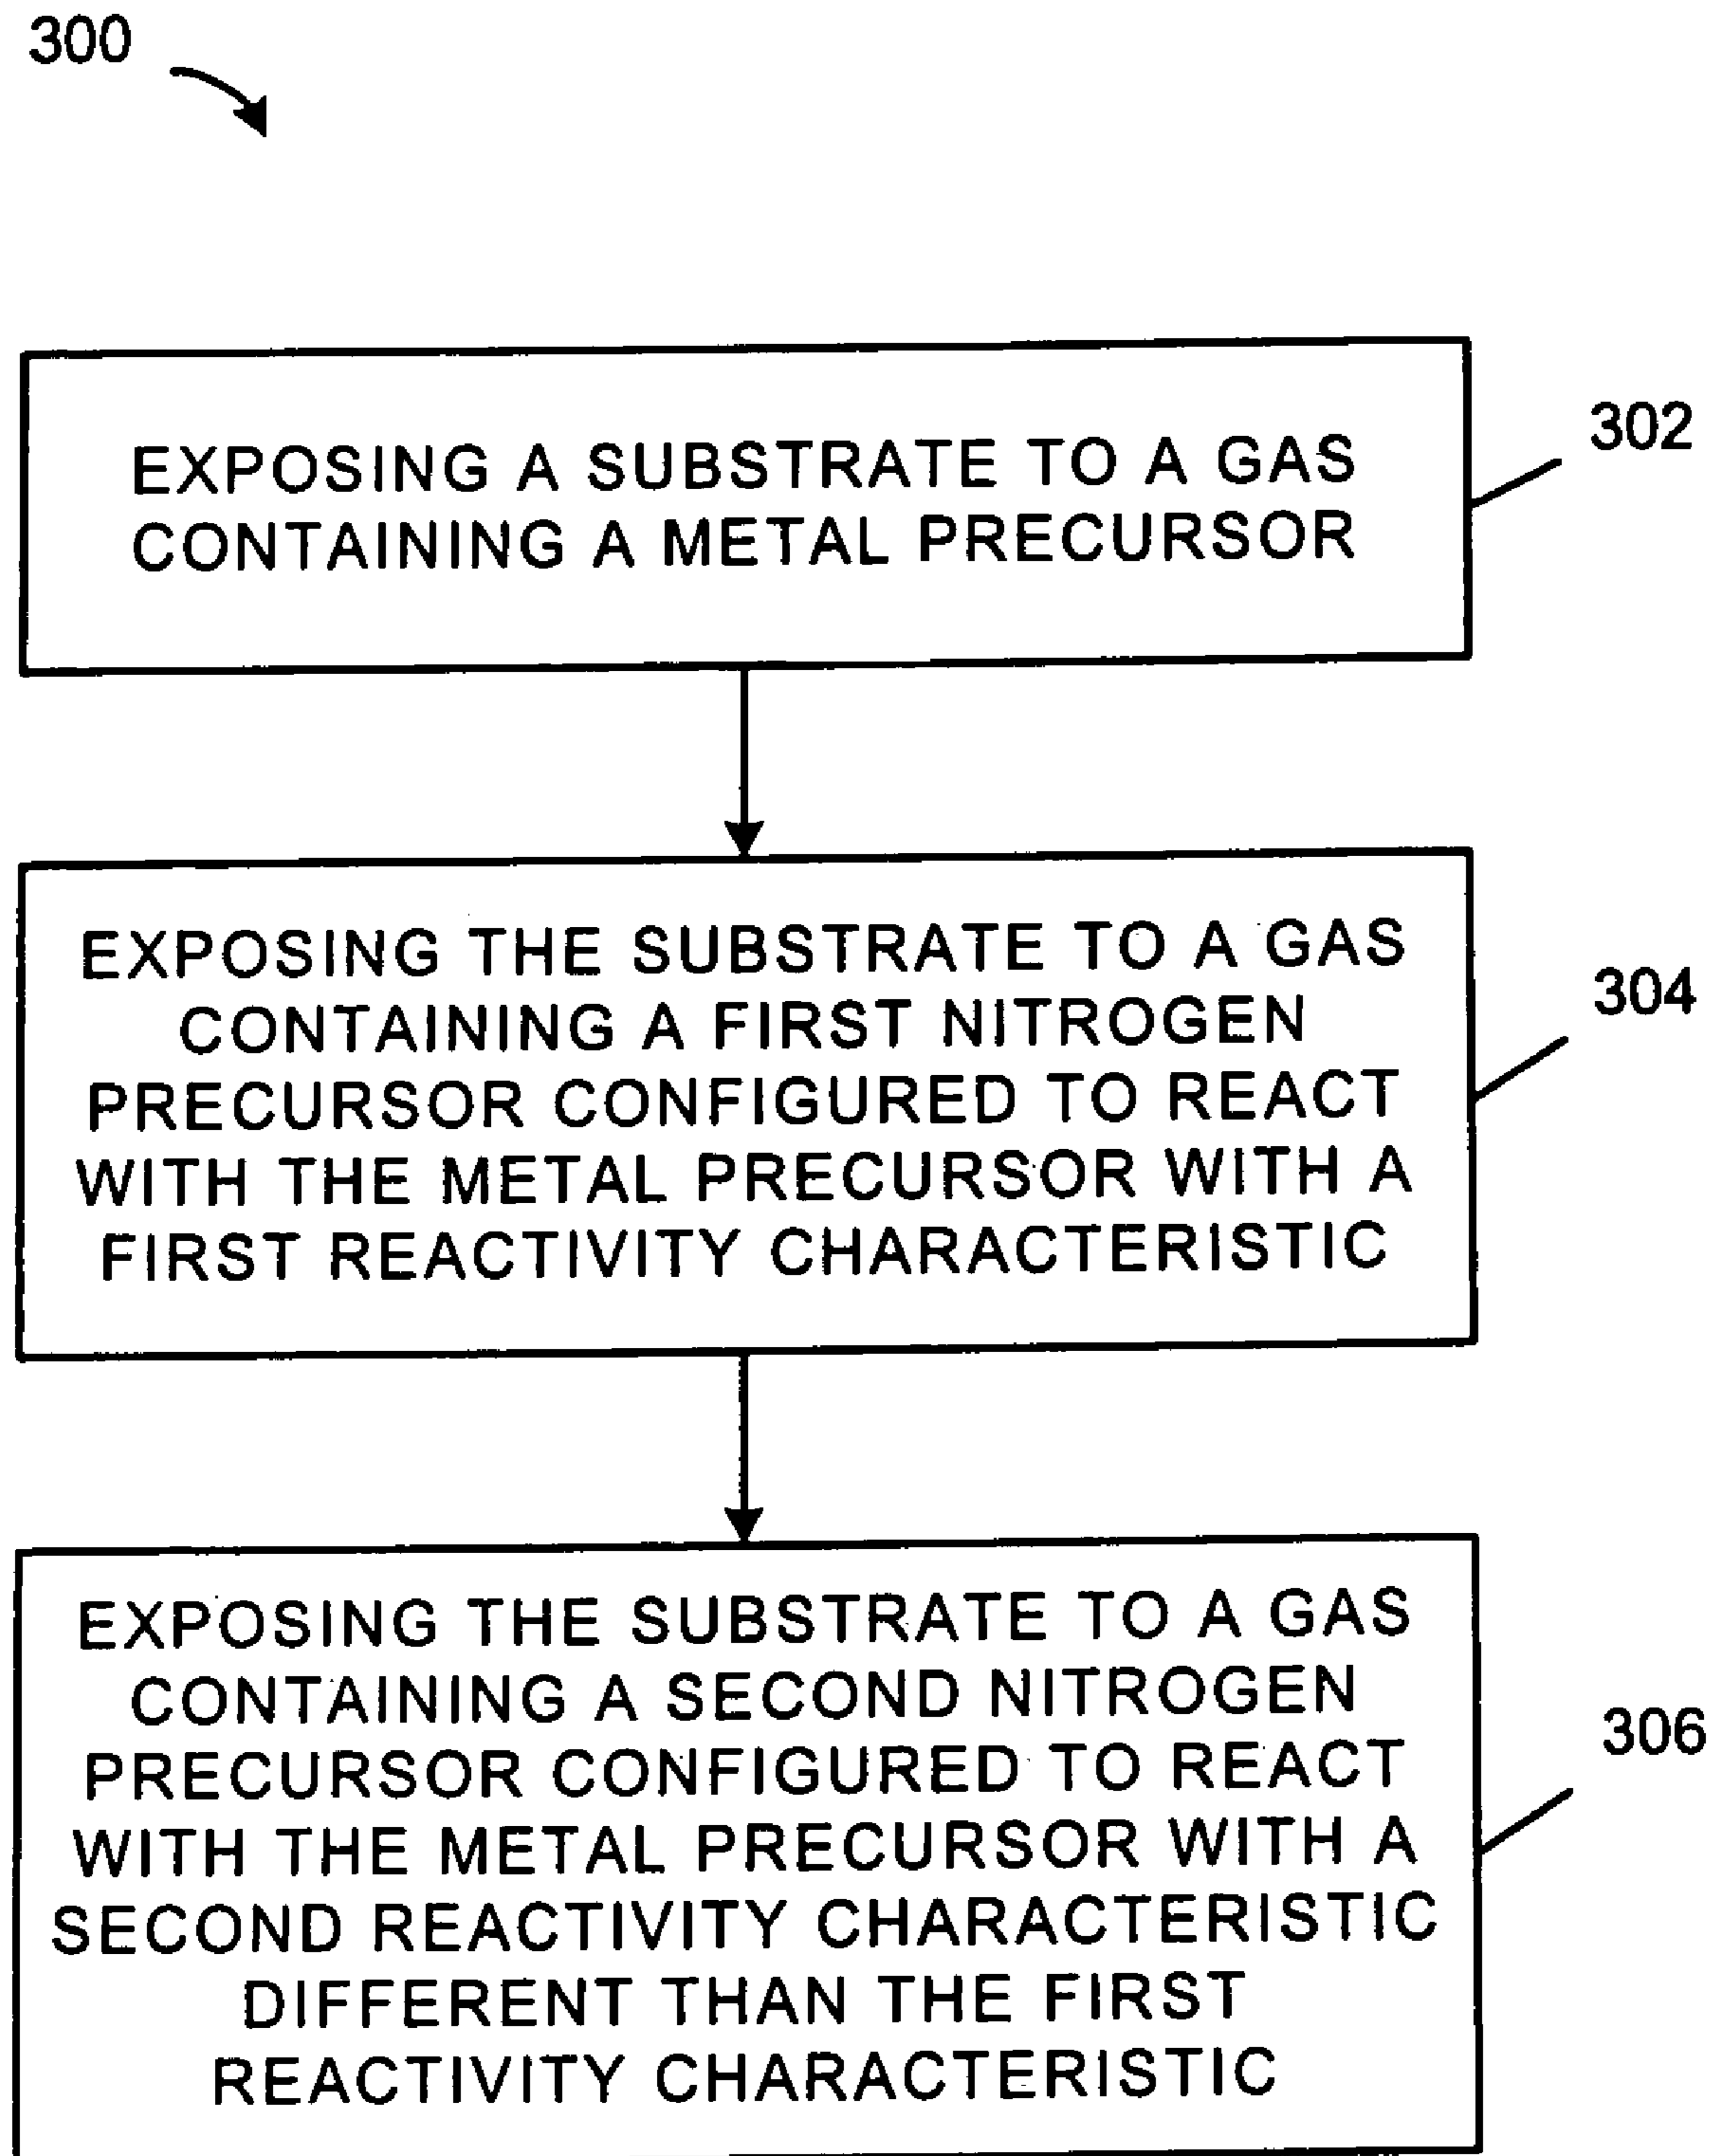 300
EXPOSING A SUBSTRATE TO A GAS
CONTAINING A METAL PRECURSOR
302
EXPOSING THE SUBSTRATE TO A GAS
CONTAINING A FIRST NITROGEN
PRECURSOR CONFIGURED TO REACT
WITH THE METAL PRECURSOR WITH A
FIRST REACTIVITY CHARACTERISTIC
304
EXPOSING THE SUBSTRATE TO A GAS
CONTAINING A SECOND NITROGEN
PRECURSOR CONFIGURED TO REACT
WITH THE METAL PRECURSOR WITH A
SECOND REACTIVITY CHARACTERISTIC
DIFFERENT THAN THE FIRST
REACTIVITY CHARACTERISTIC
306